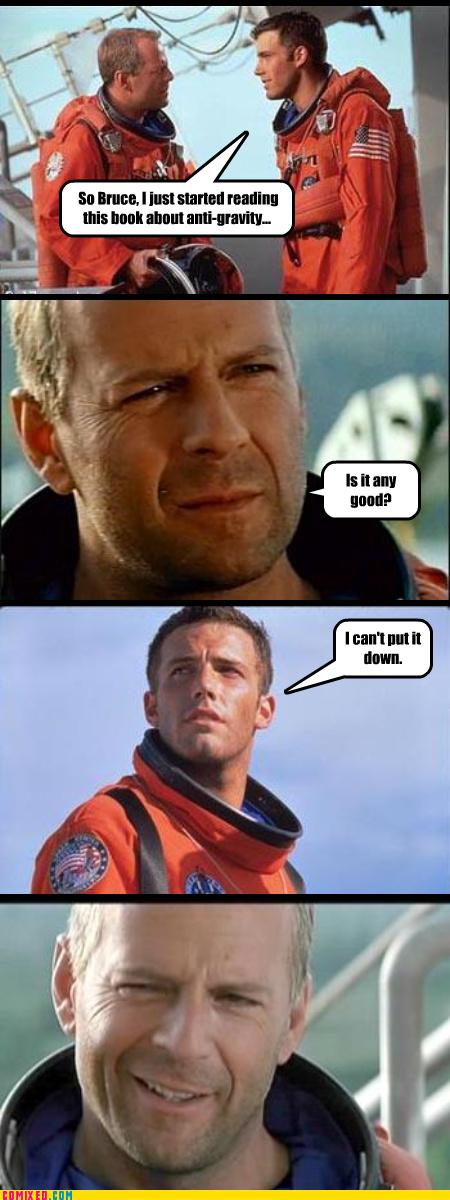 So Bruce, I just started reading
this book about anti-gravity...
Is it any
good?
I can't put it
down.
COMIXED.COM